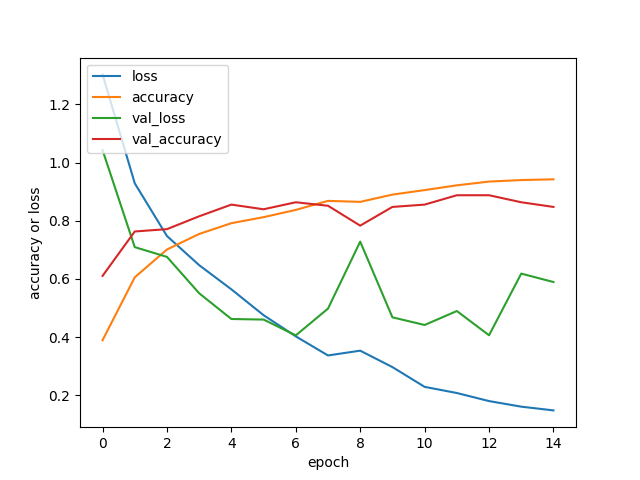 loss
accuracy
val_loss
val_accuracy
1.2
1.0
0.8
0.6
0.4
0.2
accuracy or loss
0 2 4 6 8 10 12 14
epoch